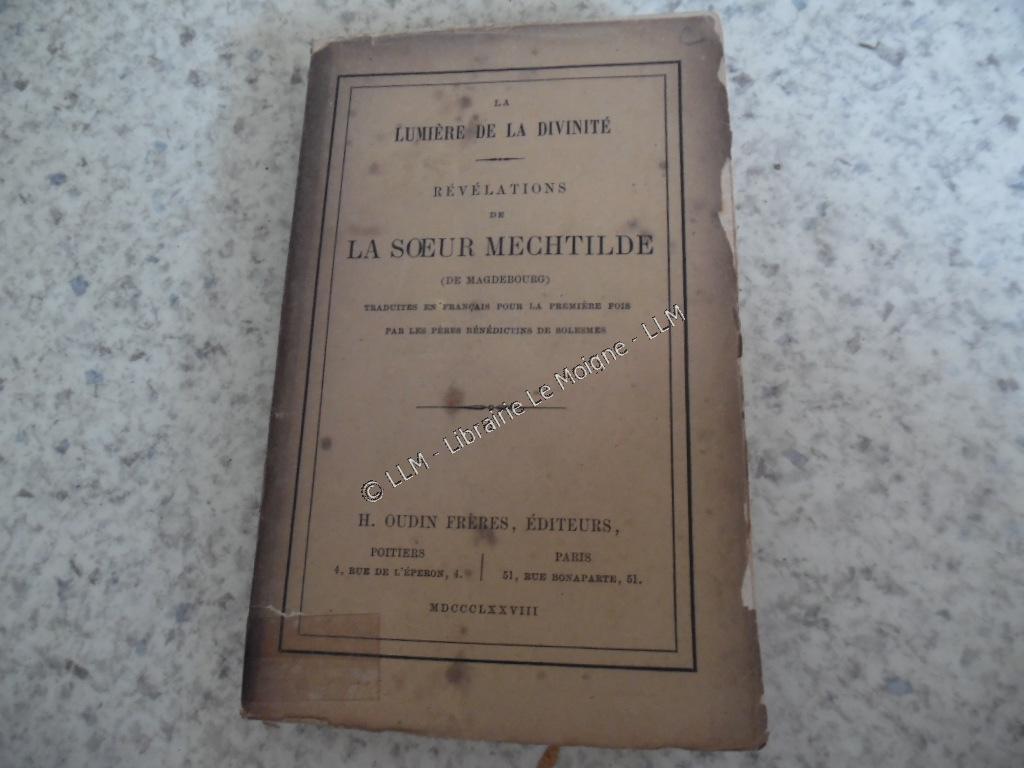 LA
LUMIÈRE DE LA DIVINITÉ
RÉVÉLATIONS
DE
LA SŒUR MECHTILDE
(DE MAGDEBOURG)
TRADUITES EN FRANÇAIS POUR LA PREMIÈRE FOIS
PAR LES PÈRES BÉNÉDICTINS DE SOLESMES
© LLM - Librairie Le Moigne - LLM
H. OUDIN FRÈRES, ÉDITEURS,
POITIERS
4, RUE DE L'ÉPERON, 4.
PARIS
51, RUE BONAPARTE, 51.
MDCCCLXXVIII